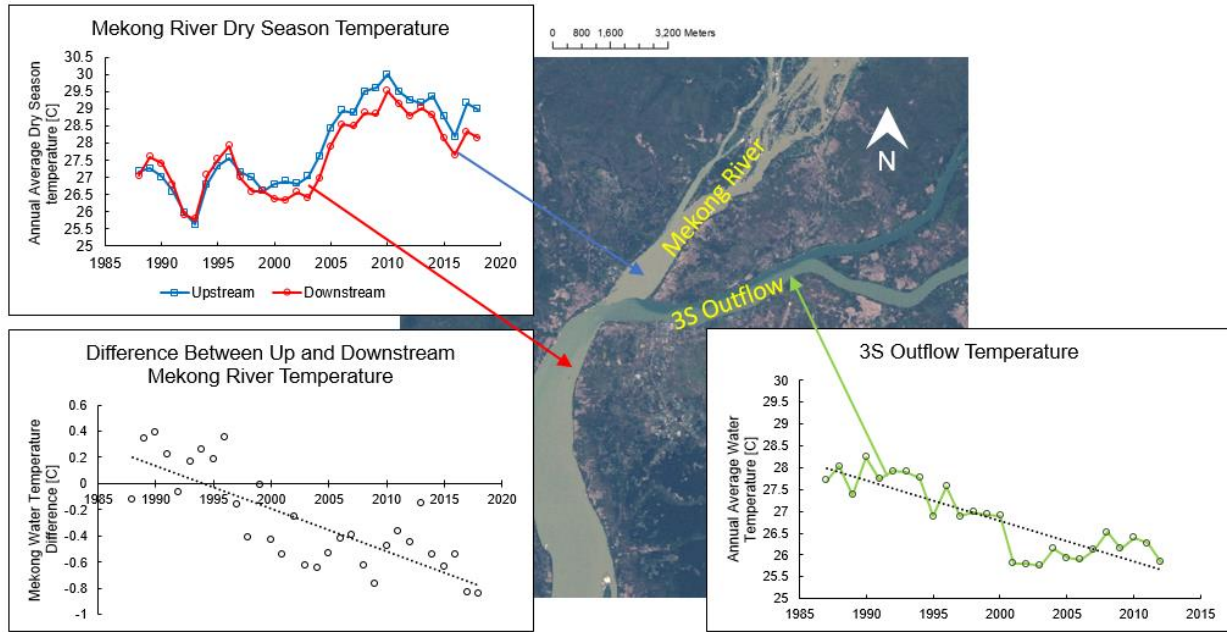 Mekong River Dry Season Temperature
Annual Average Dry Season
temperature [C]
30.5
30
29.5
29
28.5
28
27.5
27
26.5
26
25.5
25
1985 1990 1995 2000 2005 2010 2015 2020
Upstream Downstream
0 800 1,600 3,200 Meters
N
Mekong River
3S Outflow
Difference Between Up and Downstream
Mekong River Temperature
Mekong Water Temperature
Difference [C]
0.6
0.4
0.2
0
-0.2
-0.4
-0.6
-0.8
-1
1985 1990 1995 2000 2005 2010 2015 2020
3S Outflow Temperature
Annual Average Water
Temperature [C]
30
29.5
29
28.5
28
27.5
27
26.5
26
25.5
25
1985 1990 1995 2000 2005 2010 2015